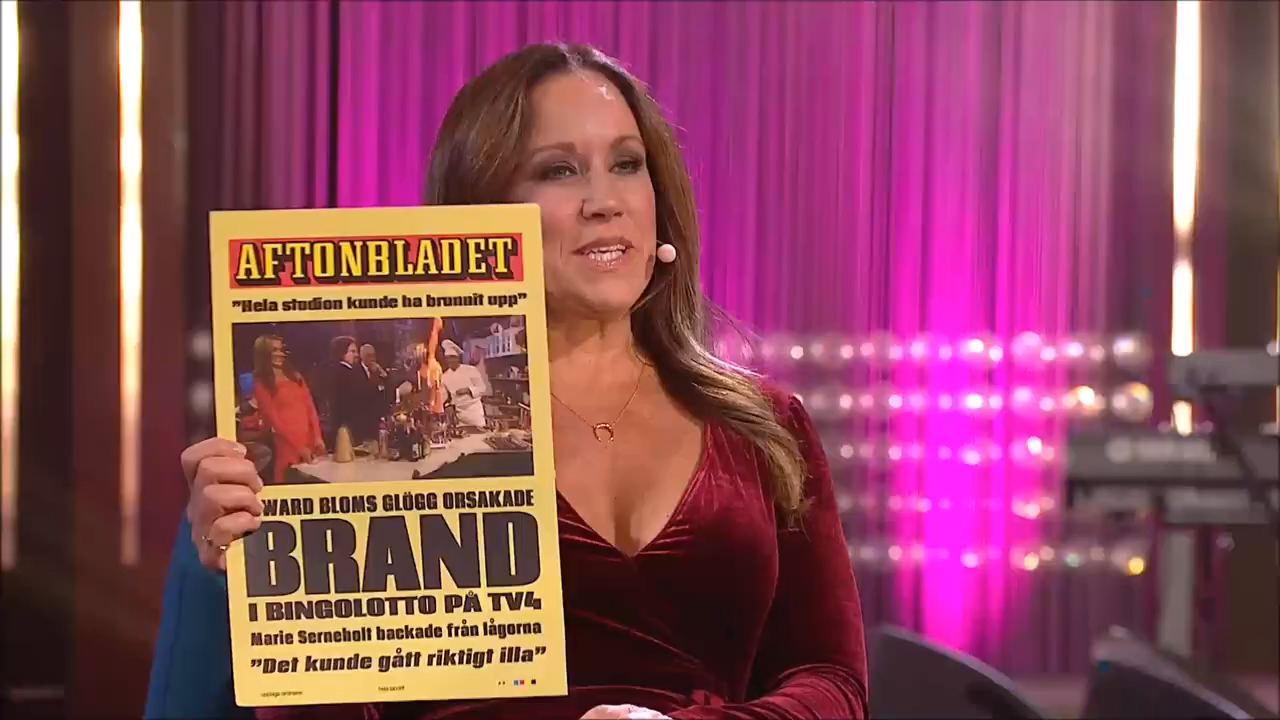 AFTONBLADET
"Hela studion kunde ha brunnit upp"
WARD BLOMS GLÖGG ORSAKADE
BRAND
I BINGOLOTTO PÅ TV4
Marie Serneholt backade från lågorna
"Det kunde gått riktigt illa"